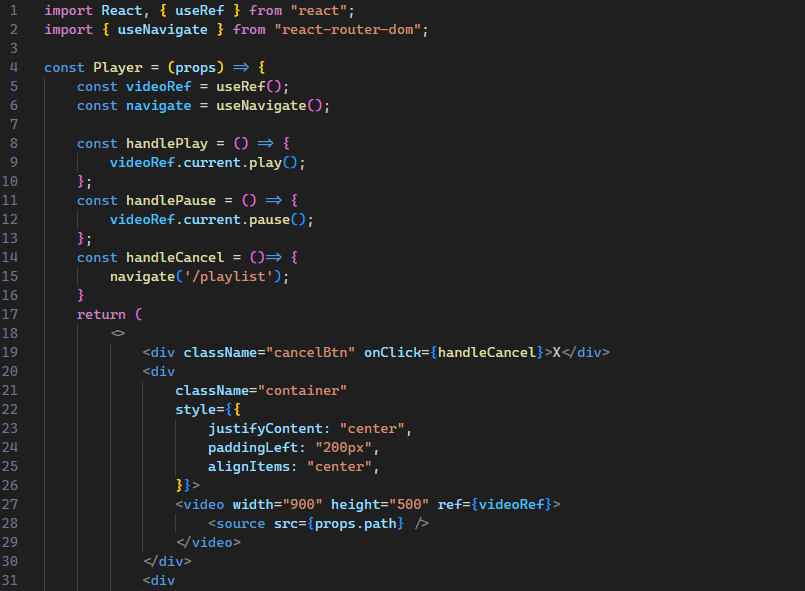 1 import React, { useRef } from "react";
2 import { useNavigate } from "react-router-dom";
3
4 const Player = (props) => {
5     const videoRef = useRef();
6     const navigate = useNavigate();
7
8     const handlePlay = () => {
9         videoRef.current.play();
10     };
11     const handlePause = () => {
12         videoRef.current.pause();
13     };
14     const handleCancel = ()=> {
15         navigate('/playlist');
16     }
17     return (
18         <>
19             <div className="cancelBtn" onClick={handleCancel}>X</div>
20             <div
21                 className="container"
22                 style={{
23                     justifyContent: "center",
24                     paddingLeft: "200px",
25                     alignItems: "center",
26                 }}>
27                 <video width="900" height="500" ref={videoRef}>
28                     <source src={props.path} />
29                 </video>
30             </div>
31             <div